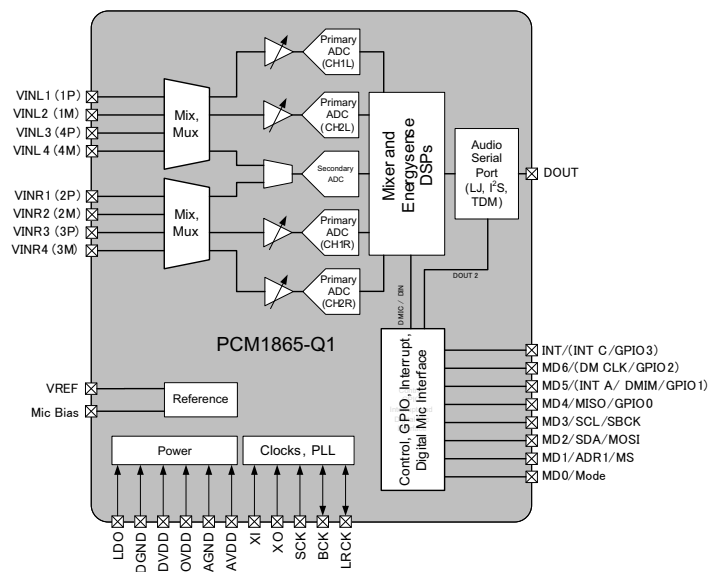 VINL1 (1P)
VINL2 (1M)
VINL3 (4P)
VINL4 (4M)
VINR1 (2P)
VINR2 (2M)
VINR3 (3P)
VINR4 (3M)
Mix,
Mux
Mix,
Mux
Primary
ADC
(CH1L)
Primary
ADC
(CH2L)
Secondary
ADC
Primary
ADC
(CH1R)
Primary
ADC
(CH2R)
Mixer and
Energysense
DSPs
Audio
Serial
Port
(LJ, I²S,
TDM)
DOUT
DMIC / DIN
DOUT 2
PCM1865-Q1
VREF
Mic Bias
Reference
Power
Clocks, PLL
Control, GPIO, Interrupt,
Digital Mic Interface
INT/(INT C/GPIO3)
MD6/(DM CLK/GPIO2)
MD5/(INT A/ DMIM/GPIO1)
MD4/MISO/GPIO0
MD3/SCL/SBCK
MD2/SDA/MOSI
MD1/ADR1/MS
MD0/Mode
LDO
DGND
DVDD
OVDD
AGND
AVDD
XI
XO
SCK
BCK
LRCK